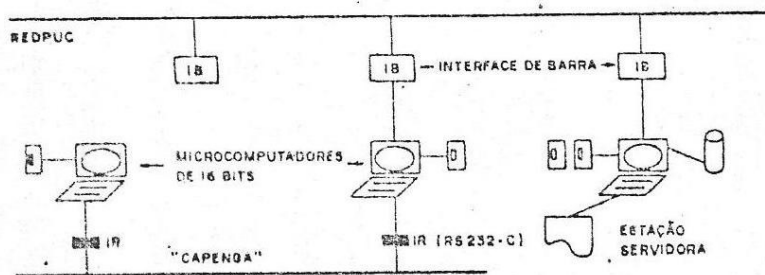 REDPUC
IB
IB
INTERFACE DE BARRA
IB
MICROCOMPUTADORES
DE 16 BITS
IR
"CAPENGA"
IR (RS232-C)
ESTAÇÃO
SERVIDORA